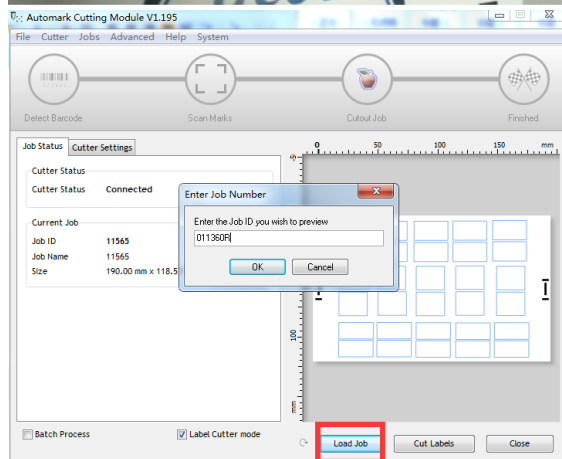 Automark Cutting Module V1.195
File Cutter Jobs Advanced Help System
Detect Barcode Scan Marks Cutout Job Finished
Job Status Cutter Settings
0 50 100 150 mm
Cutter Status
Cutter Status Connected
Enter Job Number
Enter the Job ID you wish to preview
011360R
OK Cancel
Current Job
Job ID 11565
Job Name 11565
Size 190.00 mm x 118.5
100
mm
Batch Process Label Cutter mode
Load Job Cut Labels Close